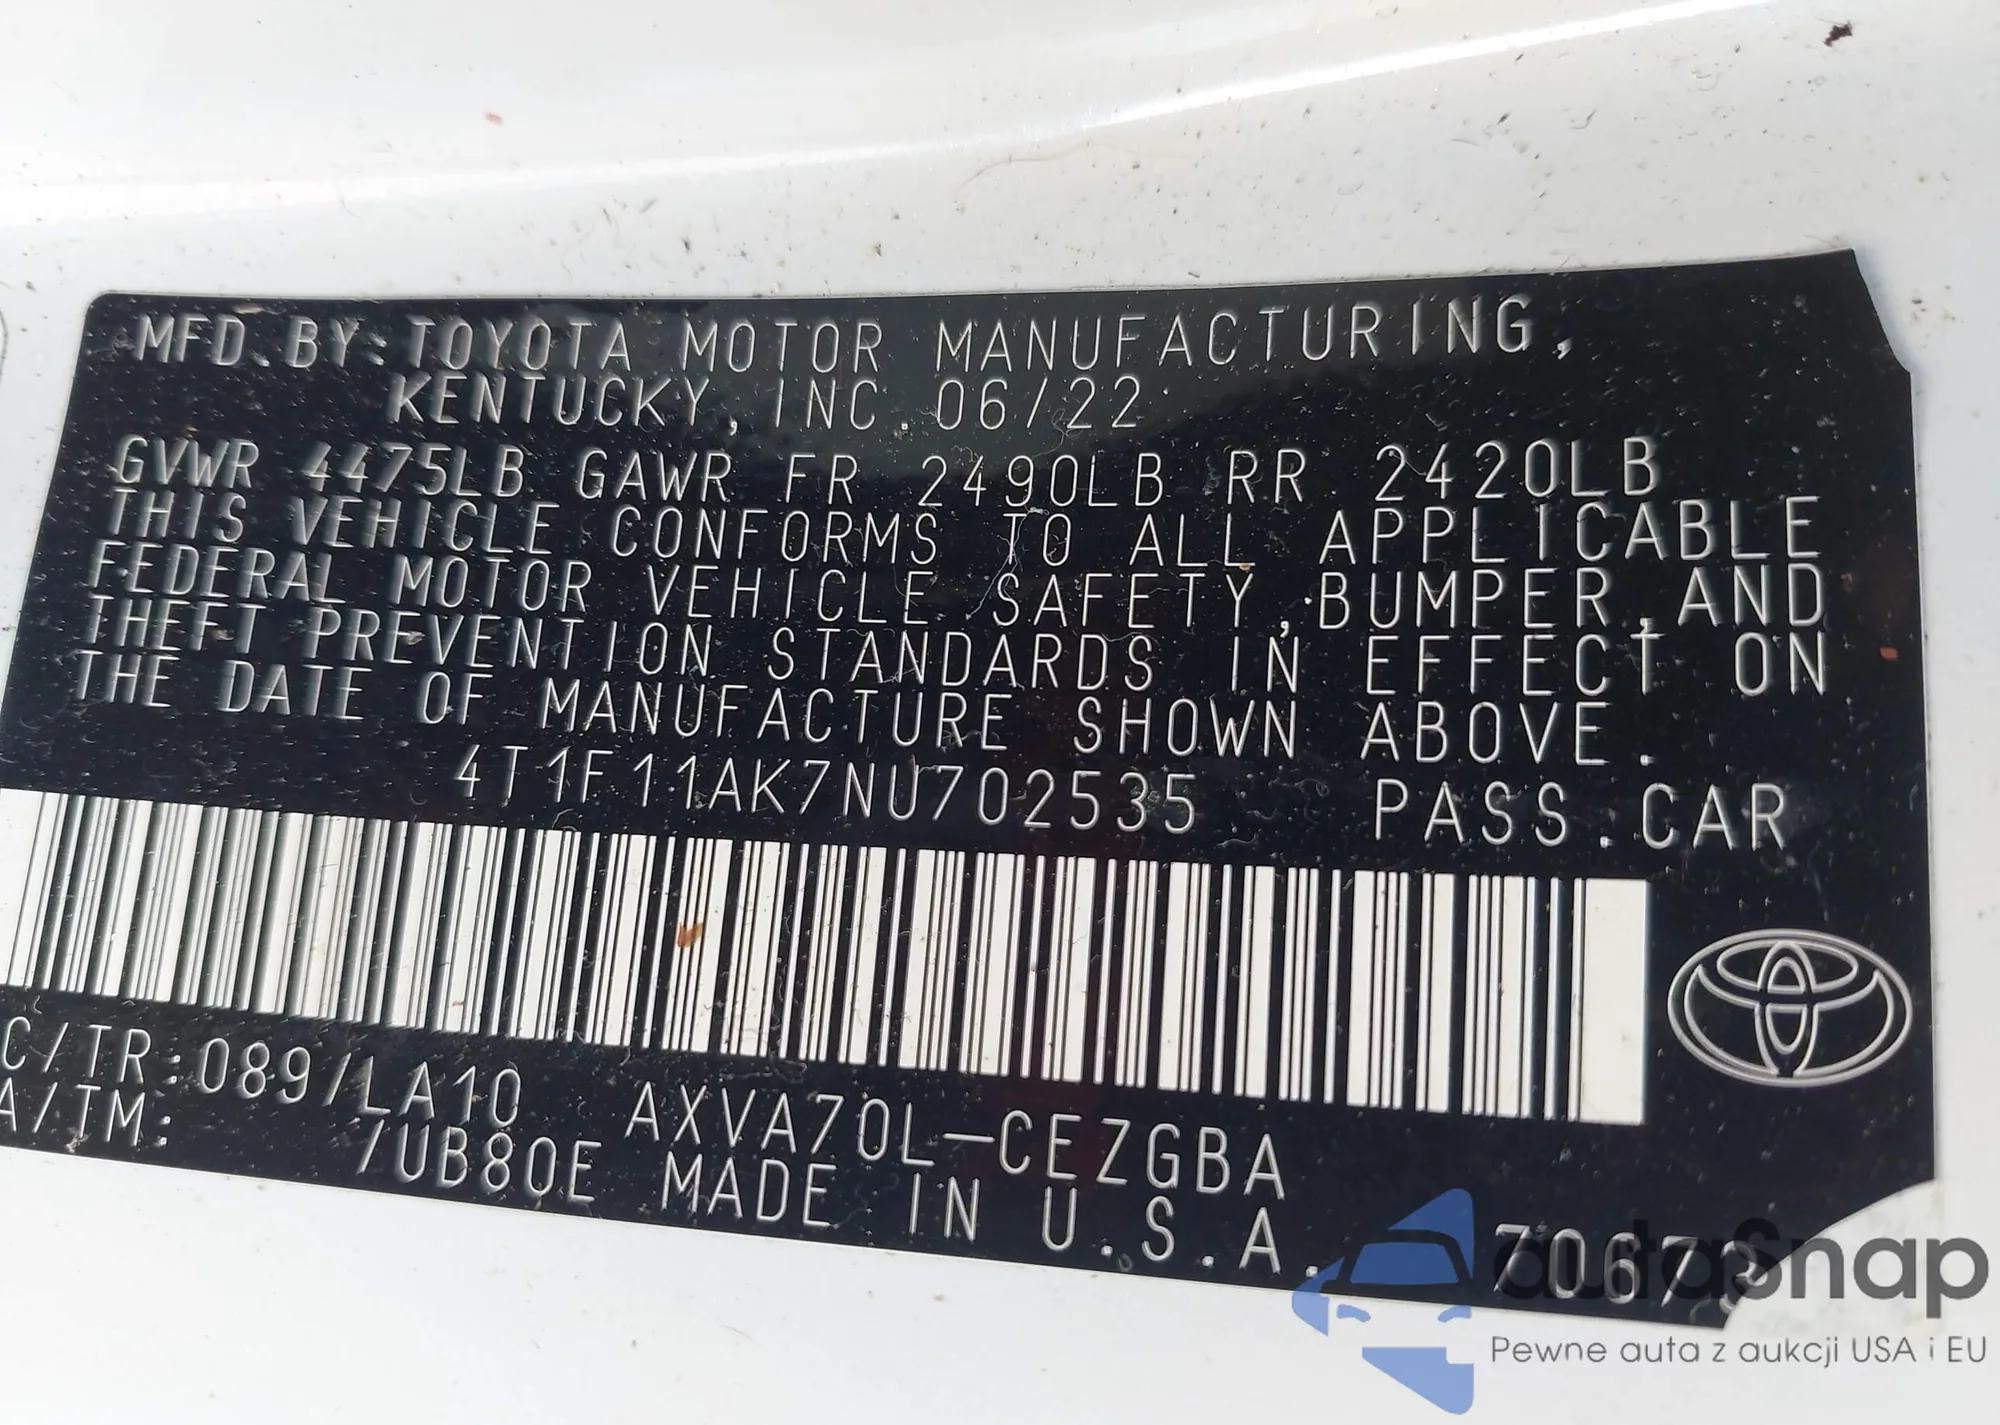 MFD. BY: TOYOTA MOTOR MANUFACTURING,
KENTUCKY, INC. 06/22
GVWR 4475LB GAWR FR 2490LB RR 2420LB
THIS VEHICLE CONFORMS TO ALL APPLICABLE
FEDERAL MOTOR VEHICLE SAFETY, BUMPER, AND
THEFT PREVENTION STANDARDS IN EFFECT ON
THE DATE OF MANUFACTURE SHOWN ABOVE.
4T1F11AK7NU702535 PASS. CAR
C/TR: 089/LA10 AXVA70L-CEZGBA
A/TM: 7UB80E MADE IN U.S.A. 70673
autoSnap
Pewne auta z aukcji USA i EU